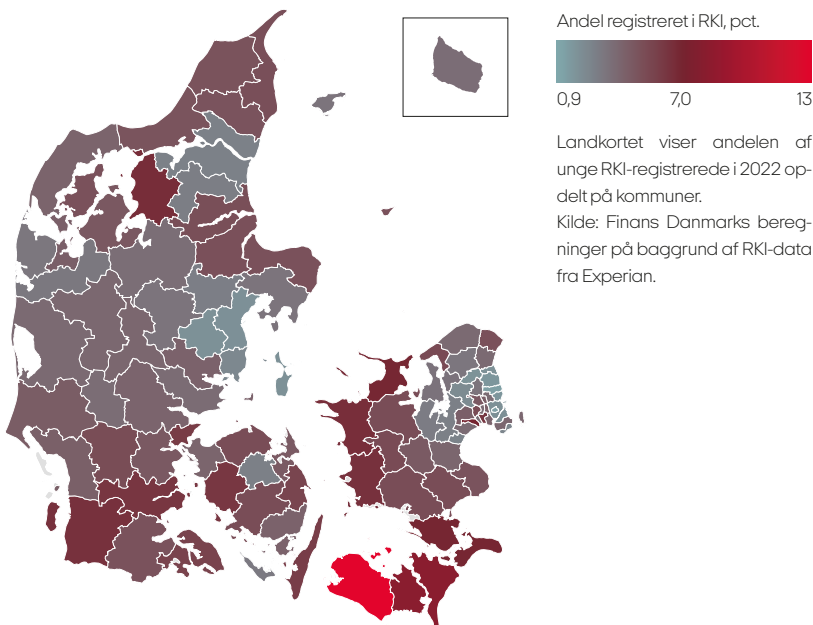 Andel registreret i RKI, pct.
0,9 7,0 13
Landkortet viser andelen af
unge RKI-registrerede i 2022 op-
delt på kommuner.
Kilde: Finans Danmarks bereg-
ninger på baggrund af RKI-data
fra Experian.